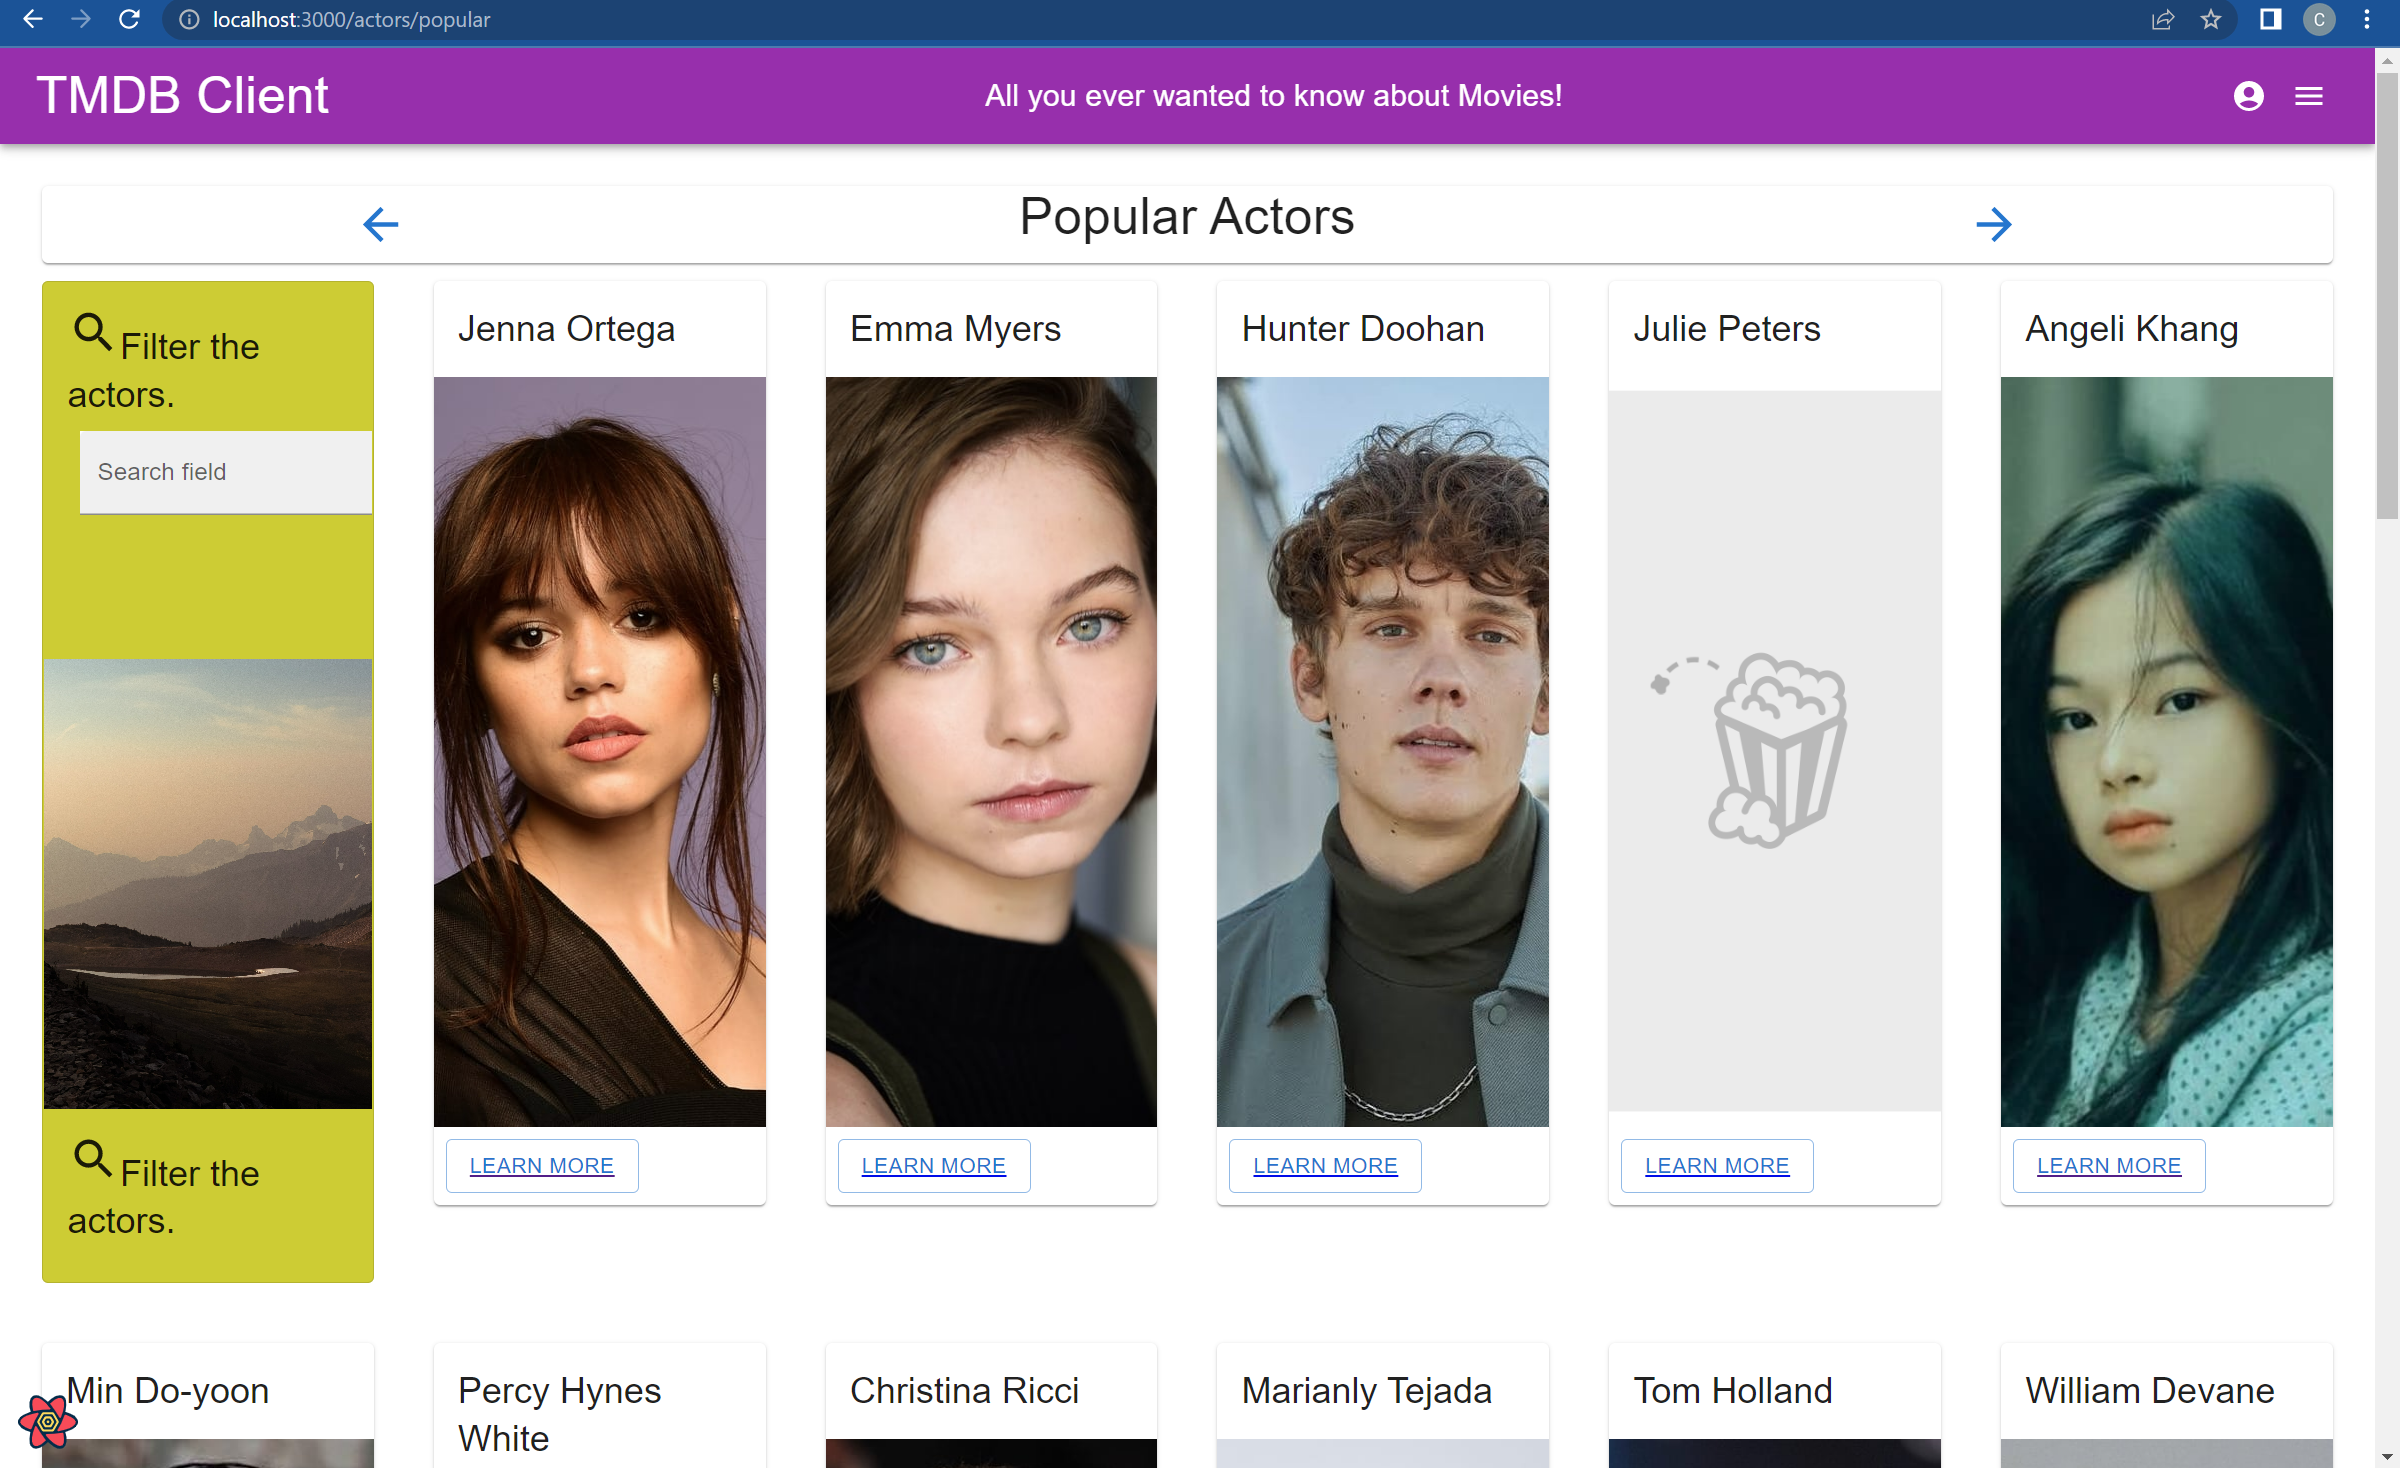 localhost:3000/actors/popular
C
TMDB Client
All you ever wanted to know about Movies!
Popular Actors
Filter the
actors.
Search field
Filter the
actors.
Jenna Ortega
LEARN MORE
Emma Myers
LEARN MORE
Hunter Doohan
LEARN MORE
Julie Peters
LEARN MORE
Angeli Khang
LEARN MORE
Min Do-yoon
Percy Hynes
White
Christina Ricci
Marianly Tejada
Tom Holland
William Devane